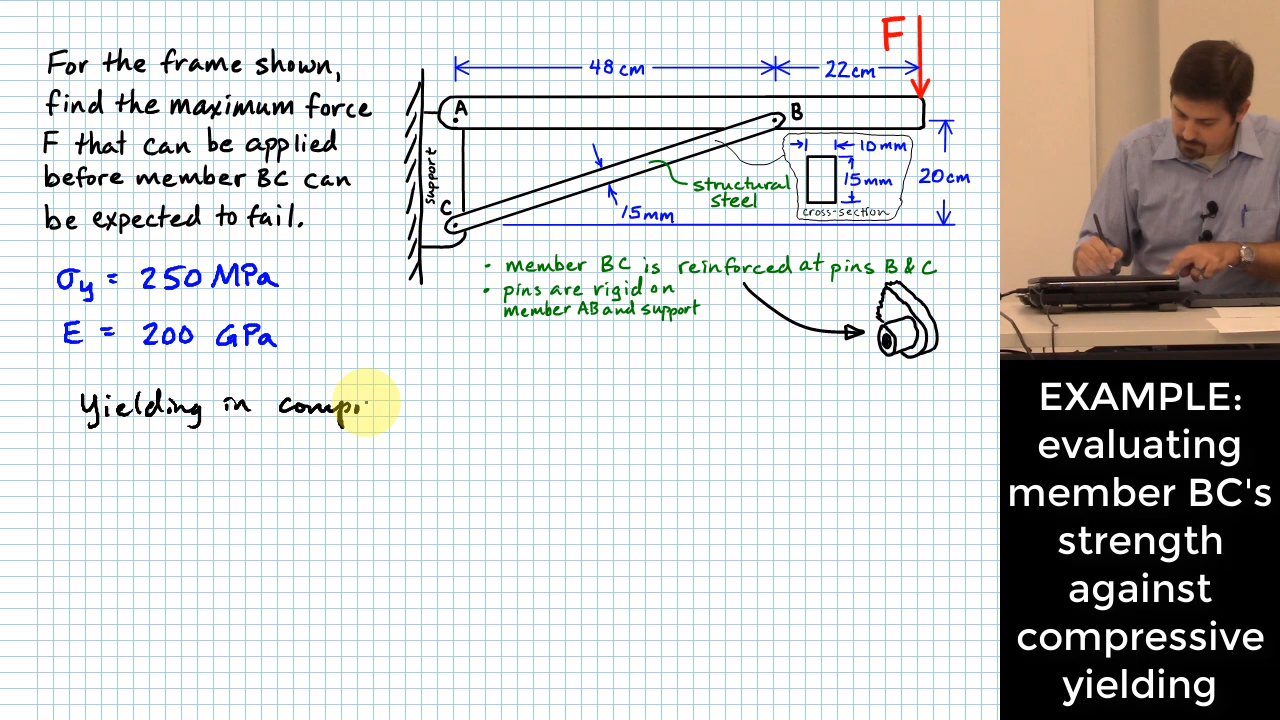 For the frame shown,
find the maximum force
F that can be applied
before member BC can
be expected to fail.
σy = 250 MPa
E = 200 GPa
Yielding in comp
F
48 cm
22cm
A
B
C
support
structural
steel
15mm
10mm
15mm
cross-section
20cm
• member BC is reinforced at pins B & C
• pins are rigid on
member AB and support
EXAMPLE:
evaluating
member BC's
strength
against
compressive
yielding